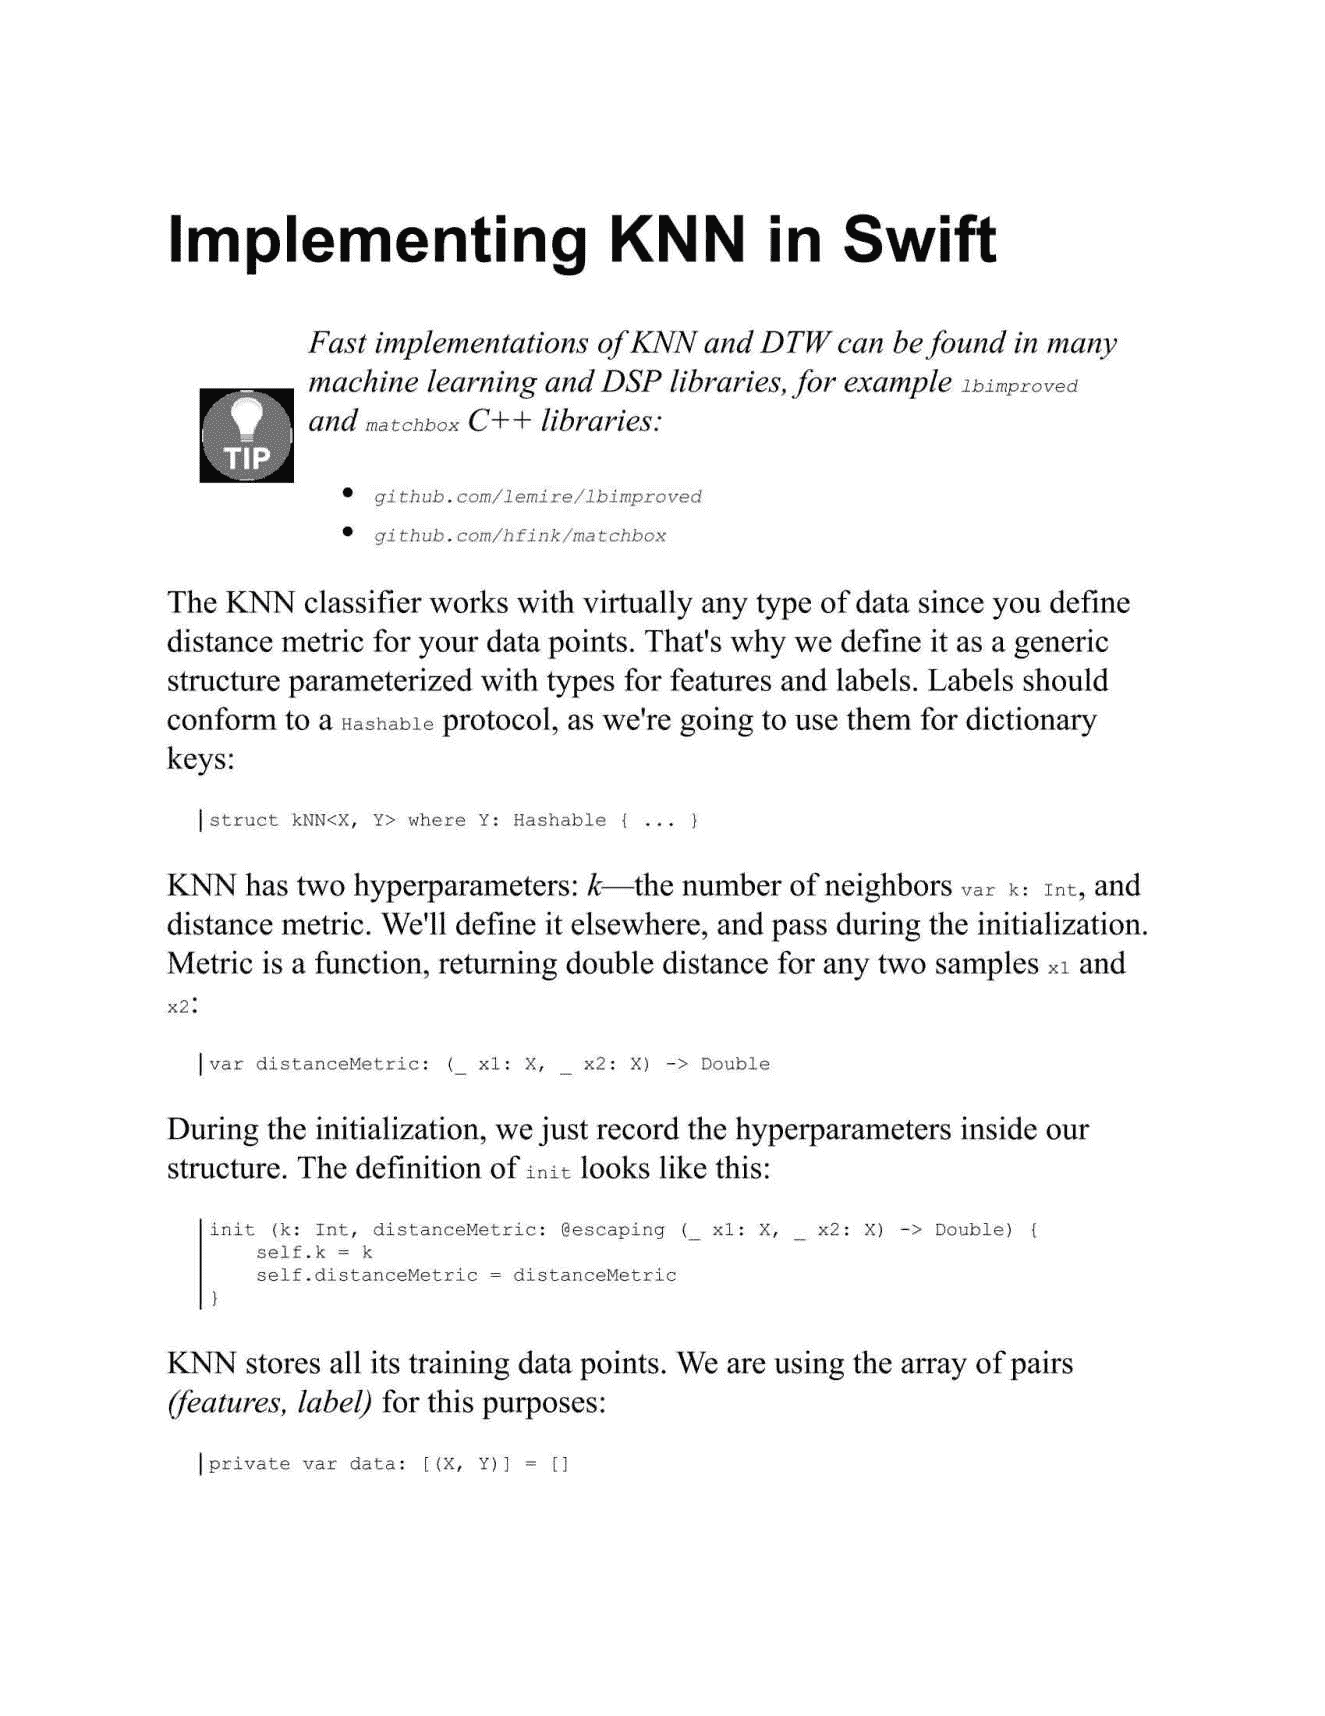 Implementing KNN in Swift
Fast implementations of KNN and DTW can be found in many
machine learning and DSP libraries, for example lbimproved
and matchbox C++ libraries:
TIP
• github.com/lemire/lbimproved
• github.com/hfink/matchbox
The KNN classifier works with virtually any type of data since you define
distance metric for your data points. That's why we define it as a generic
structure parameterized with types for features and labels. Labels should
conform to a Hashable protocol, as we're going to use them for dictionary
keys:
struct kNN<X, Y> where Y: Hashable { ... }
KNN has two hyperparameters: k—the number of neighbors var k: Int, and
distance metric. We'll define it elsewhere, and pass during the initialization.
Metric is a function, returning double distance for any two samples x1 and
x2:
var distanceMetric: (_ x1: X, _ x2: X) -> Double
During the initialization, we just record the hyperparameters inside our
structure. The definition of init looks like this:
init (k: Int, distanceMetric: @escaping (_ x1: X, _ x2: X) -> Double) {
    self.k = k
    self.distanceMetric = distanceMetric
}
KNN stores all its training data points. We are using the array of pairs
(features, label) for this purposes:
private var data: [(X, Y)] = []